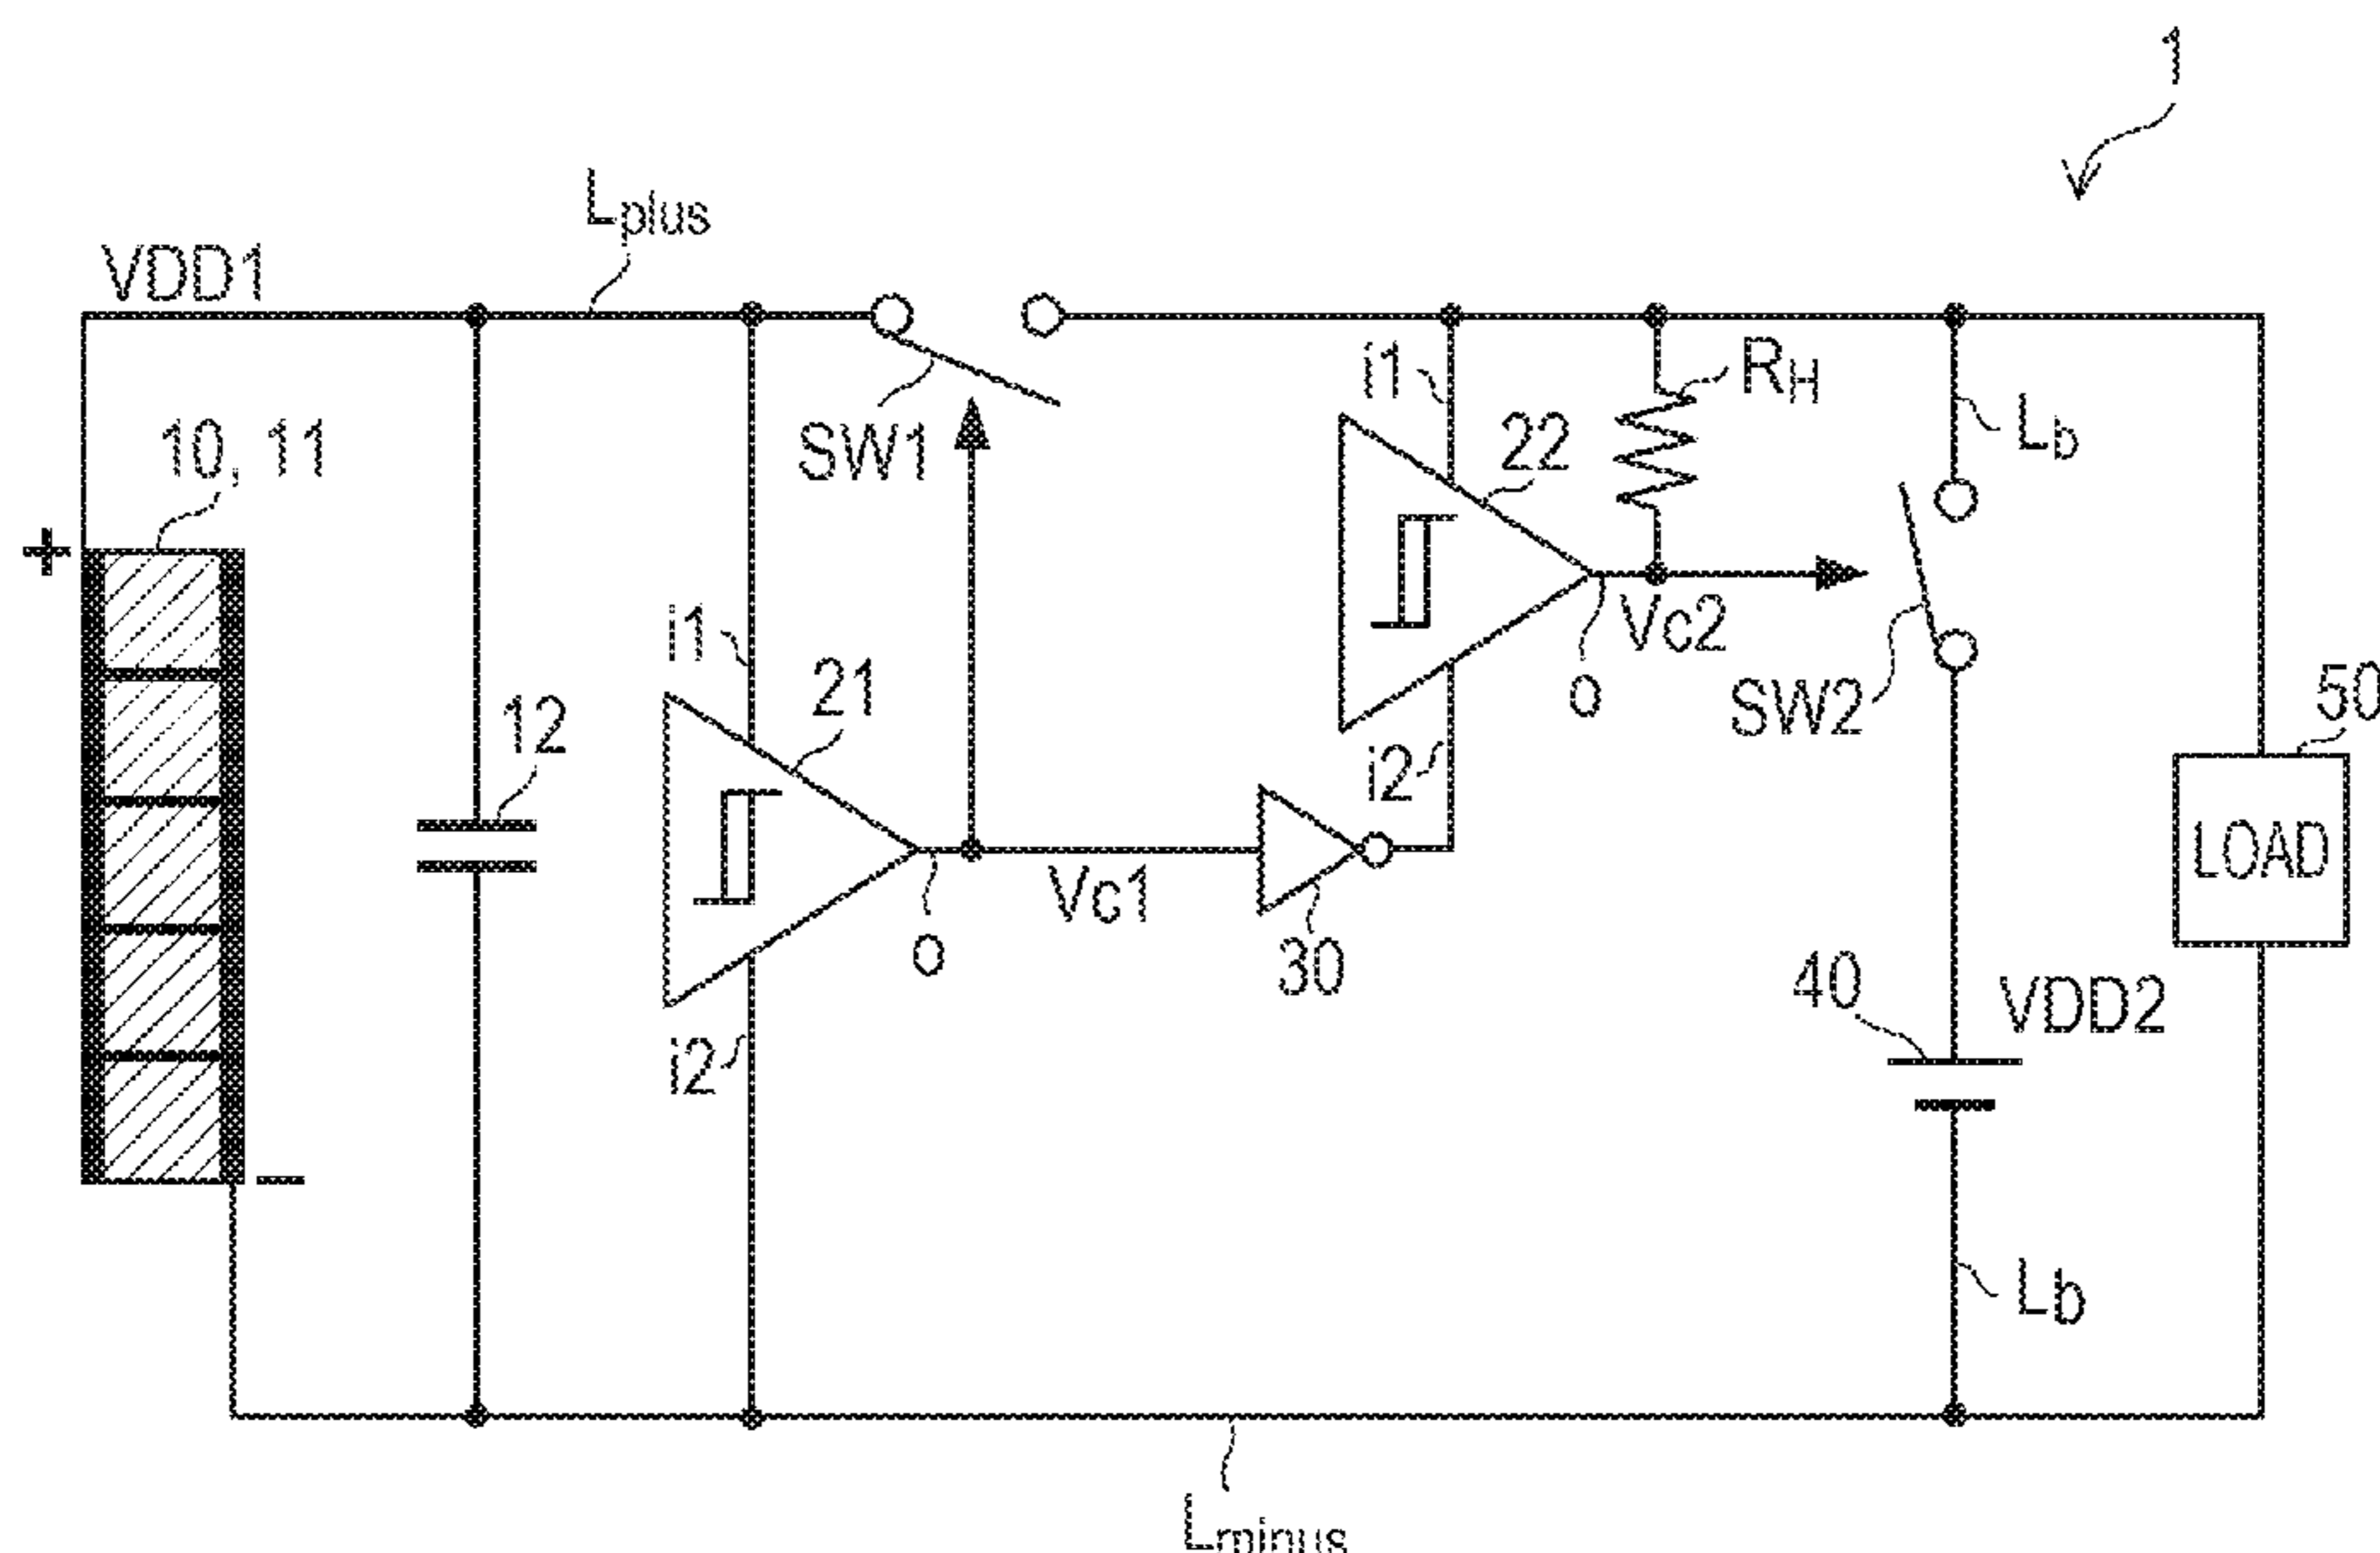 1
Lplus
VDD1
10, 11
+
SW1
i1
RH
22
Lb
i1
21
12
Vc2
o
SW2
50
i2
Vc1
LOAD
o
30
40
VDD2
i2
−
Lb
Lminus